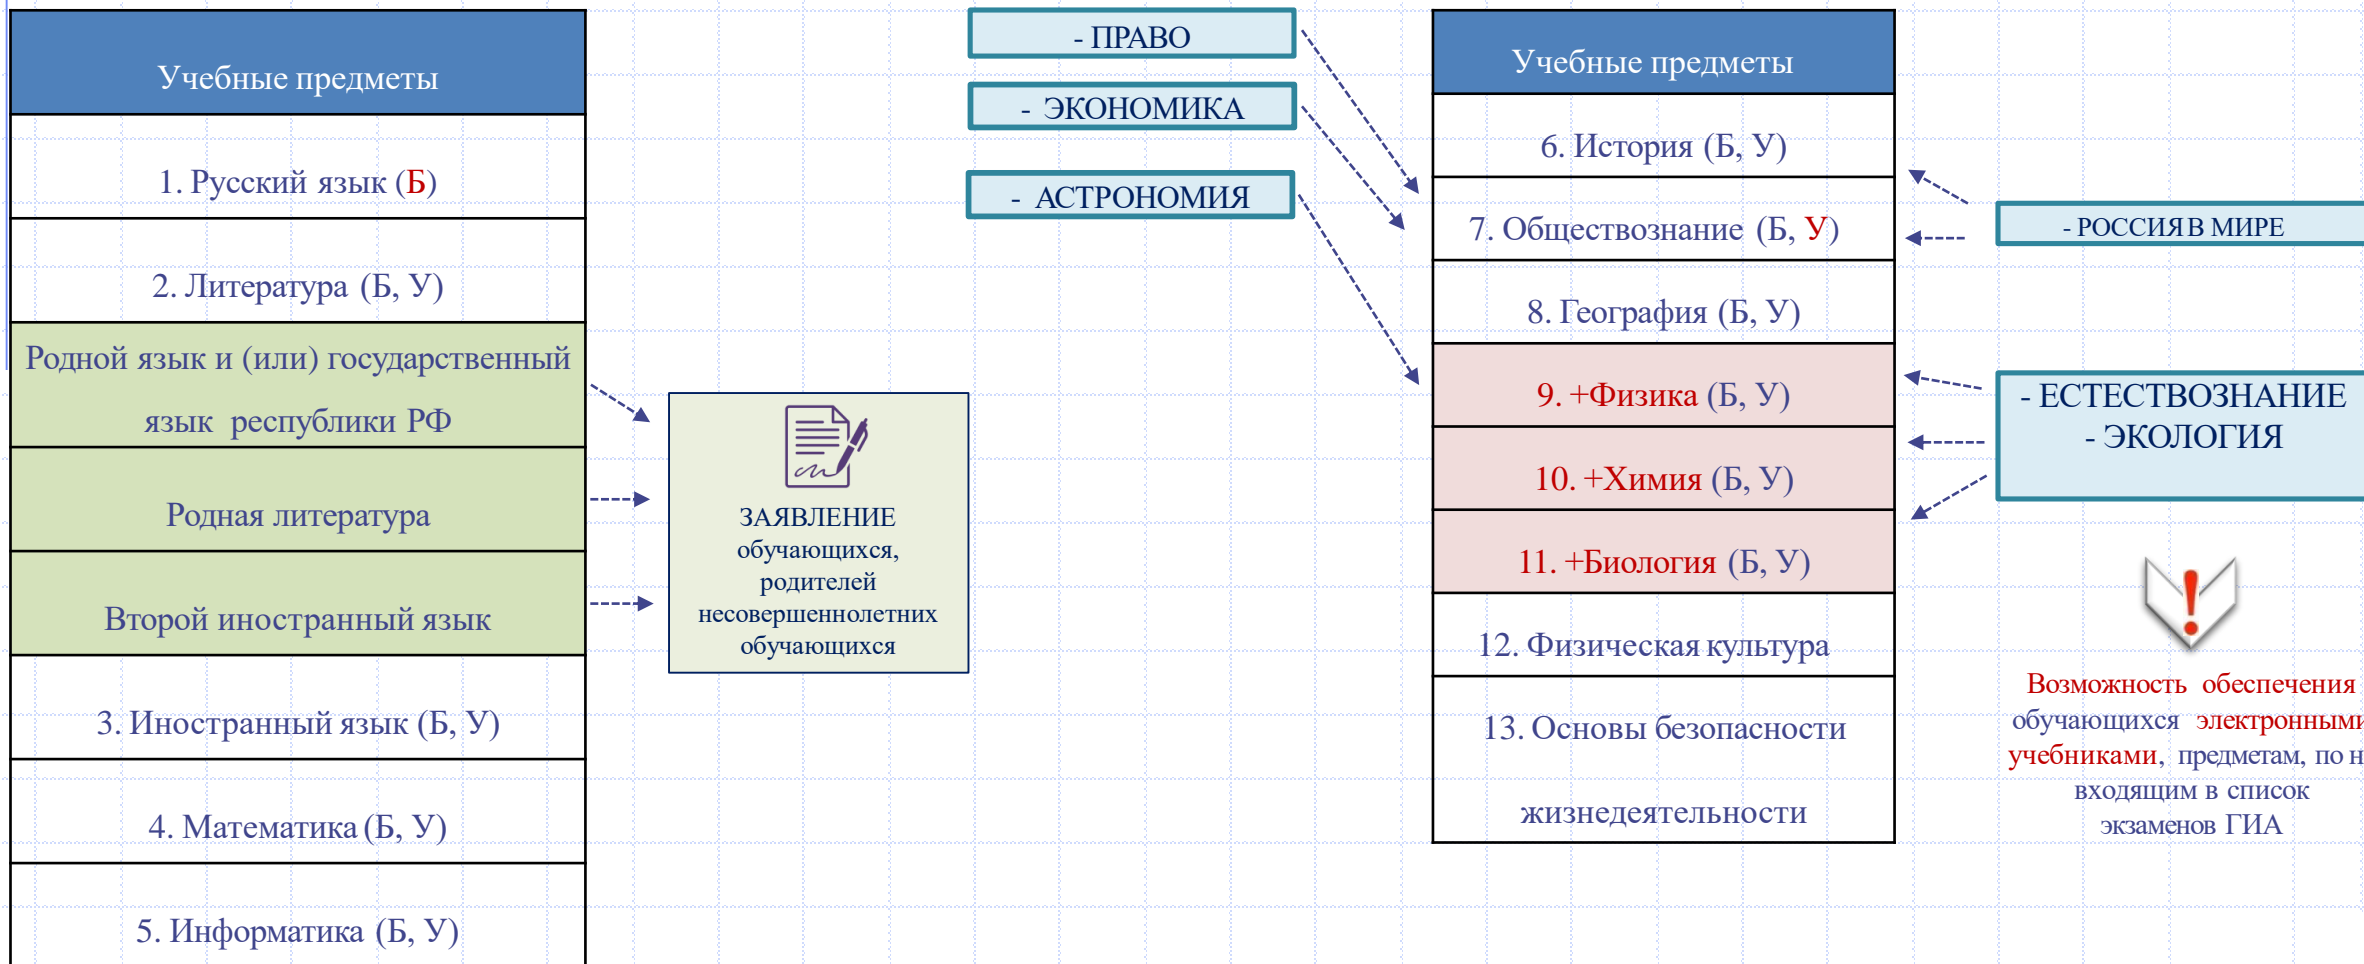 Учебные предметы
1. Русский язык (Б)
2. Литература (Б, У)
Родной язык и (или) государственный
язык республики РФ
Родная литература
Второй иностранный язык
3. Иностранный язык (Б, У)
4. Математика (Б, У)
5. Информатика (Б, У)
ЗАЯВЛЕНИЕ
обучающихся,
родителей
несовершеннолетних
обучающихся
- ПРАВО
- ЭКОНОМИКА
- АСТРОНОМИЯ
Учебные предметы
6. История (Б, У)
7. Обществознание (Б, У)
8. География (Б, У)
9. +Физика (Б, У)
10. +Химия (Б, У)
11. +Биология (Б, У)
12. Физическая культура
13. Основы безопасности
жизнедеятельности
- РОССИЯ В МИРЕ
- ЕСТЕСТВОЗНАНИЕ
- ЭКОЛОГИЯ
Возможность обеспечения
обучающихся электронными
учебниками, предметам, по н
входящим в список
экзаменов ГИА